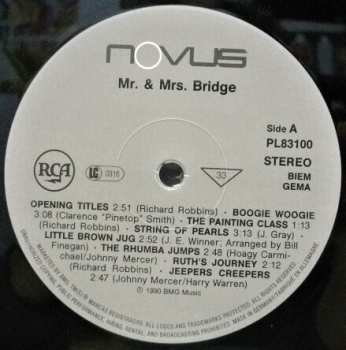 NOVUS
Mr. & Mrs. Bridge
Side A
PL83100
STEREO
BIEM
GEMA
RCA
LC 0316
33
OPENING TITLES 2:51 (Richard Robbins) · BOOGIE WOOGIE
3:08 (Clarence "Pinetop" Smith) · THE PAINTING CLASS 1:13
(Richard Robbins) · STRING OF PEARLS 3:13 (J. Gray) ·
LITTLE BROWN JUG 2:52 (J. E. Winner; Arranged by Bill
Finegan) · THE RHUMBA JUMPS 2:48 (Hoagy Carmi-
chael/Johnny Mercer) · RUTH'S JOURNEY 2:12
(Richard Robbins) · JEEPERS CREEPERS
2:47 (Johnny Mercer/Harry Warren)
℗ 1990 BMG Music